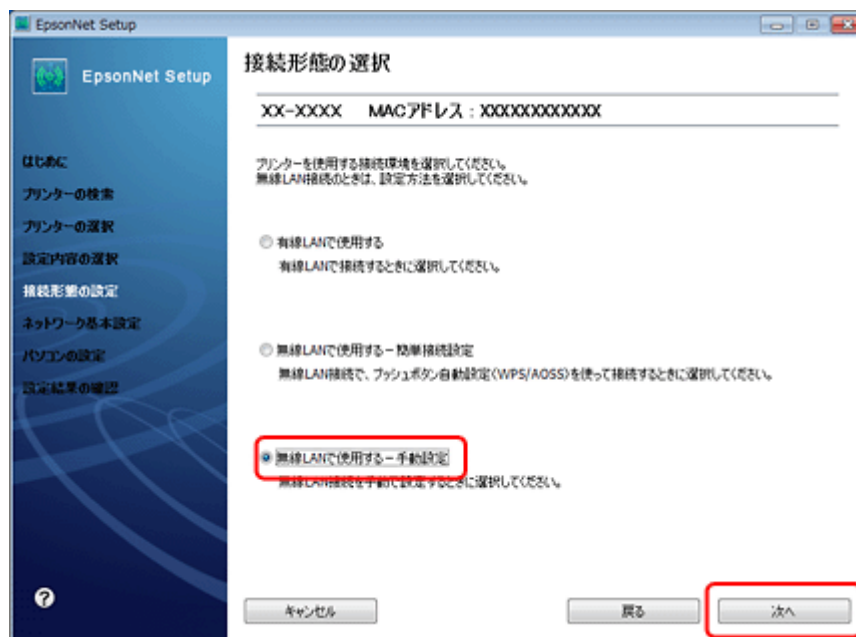 EpsonNet Setup
EpsonNet Setup
はじめに
プリンターの検索
プリンターの選択
設定内容の選択
接続形態の設定
ネットワーク基本設定
パソコンの設定
設定結果の確認
接続形態の選択
XX-XXXX MACアドレス：XXXXXXXXXXXX
プリンターを使用する接続環境を選択してください。
無線LAN接続のときは、設定方法を選択してください。
有線LANで使用する
有線LANで接続するときに選択してください。
無線LANで使用する－簡単接続設定
無線LAN接続で、プッシュボタン自動設定(WPS/AOSS)を使って接続するときに選択してください。
無線LANで使用する－手動設定
無線LAN接続を手動で設定するときに選択してください。
?
キャンセル
戻る
次へ